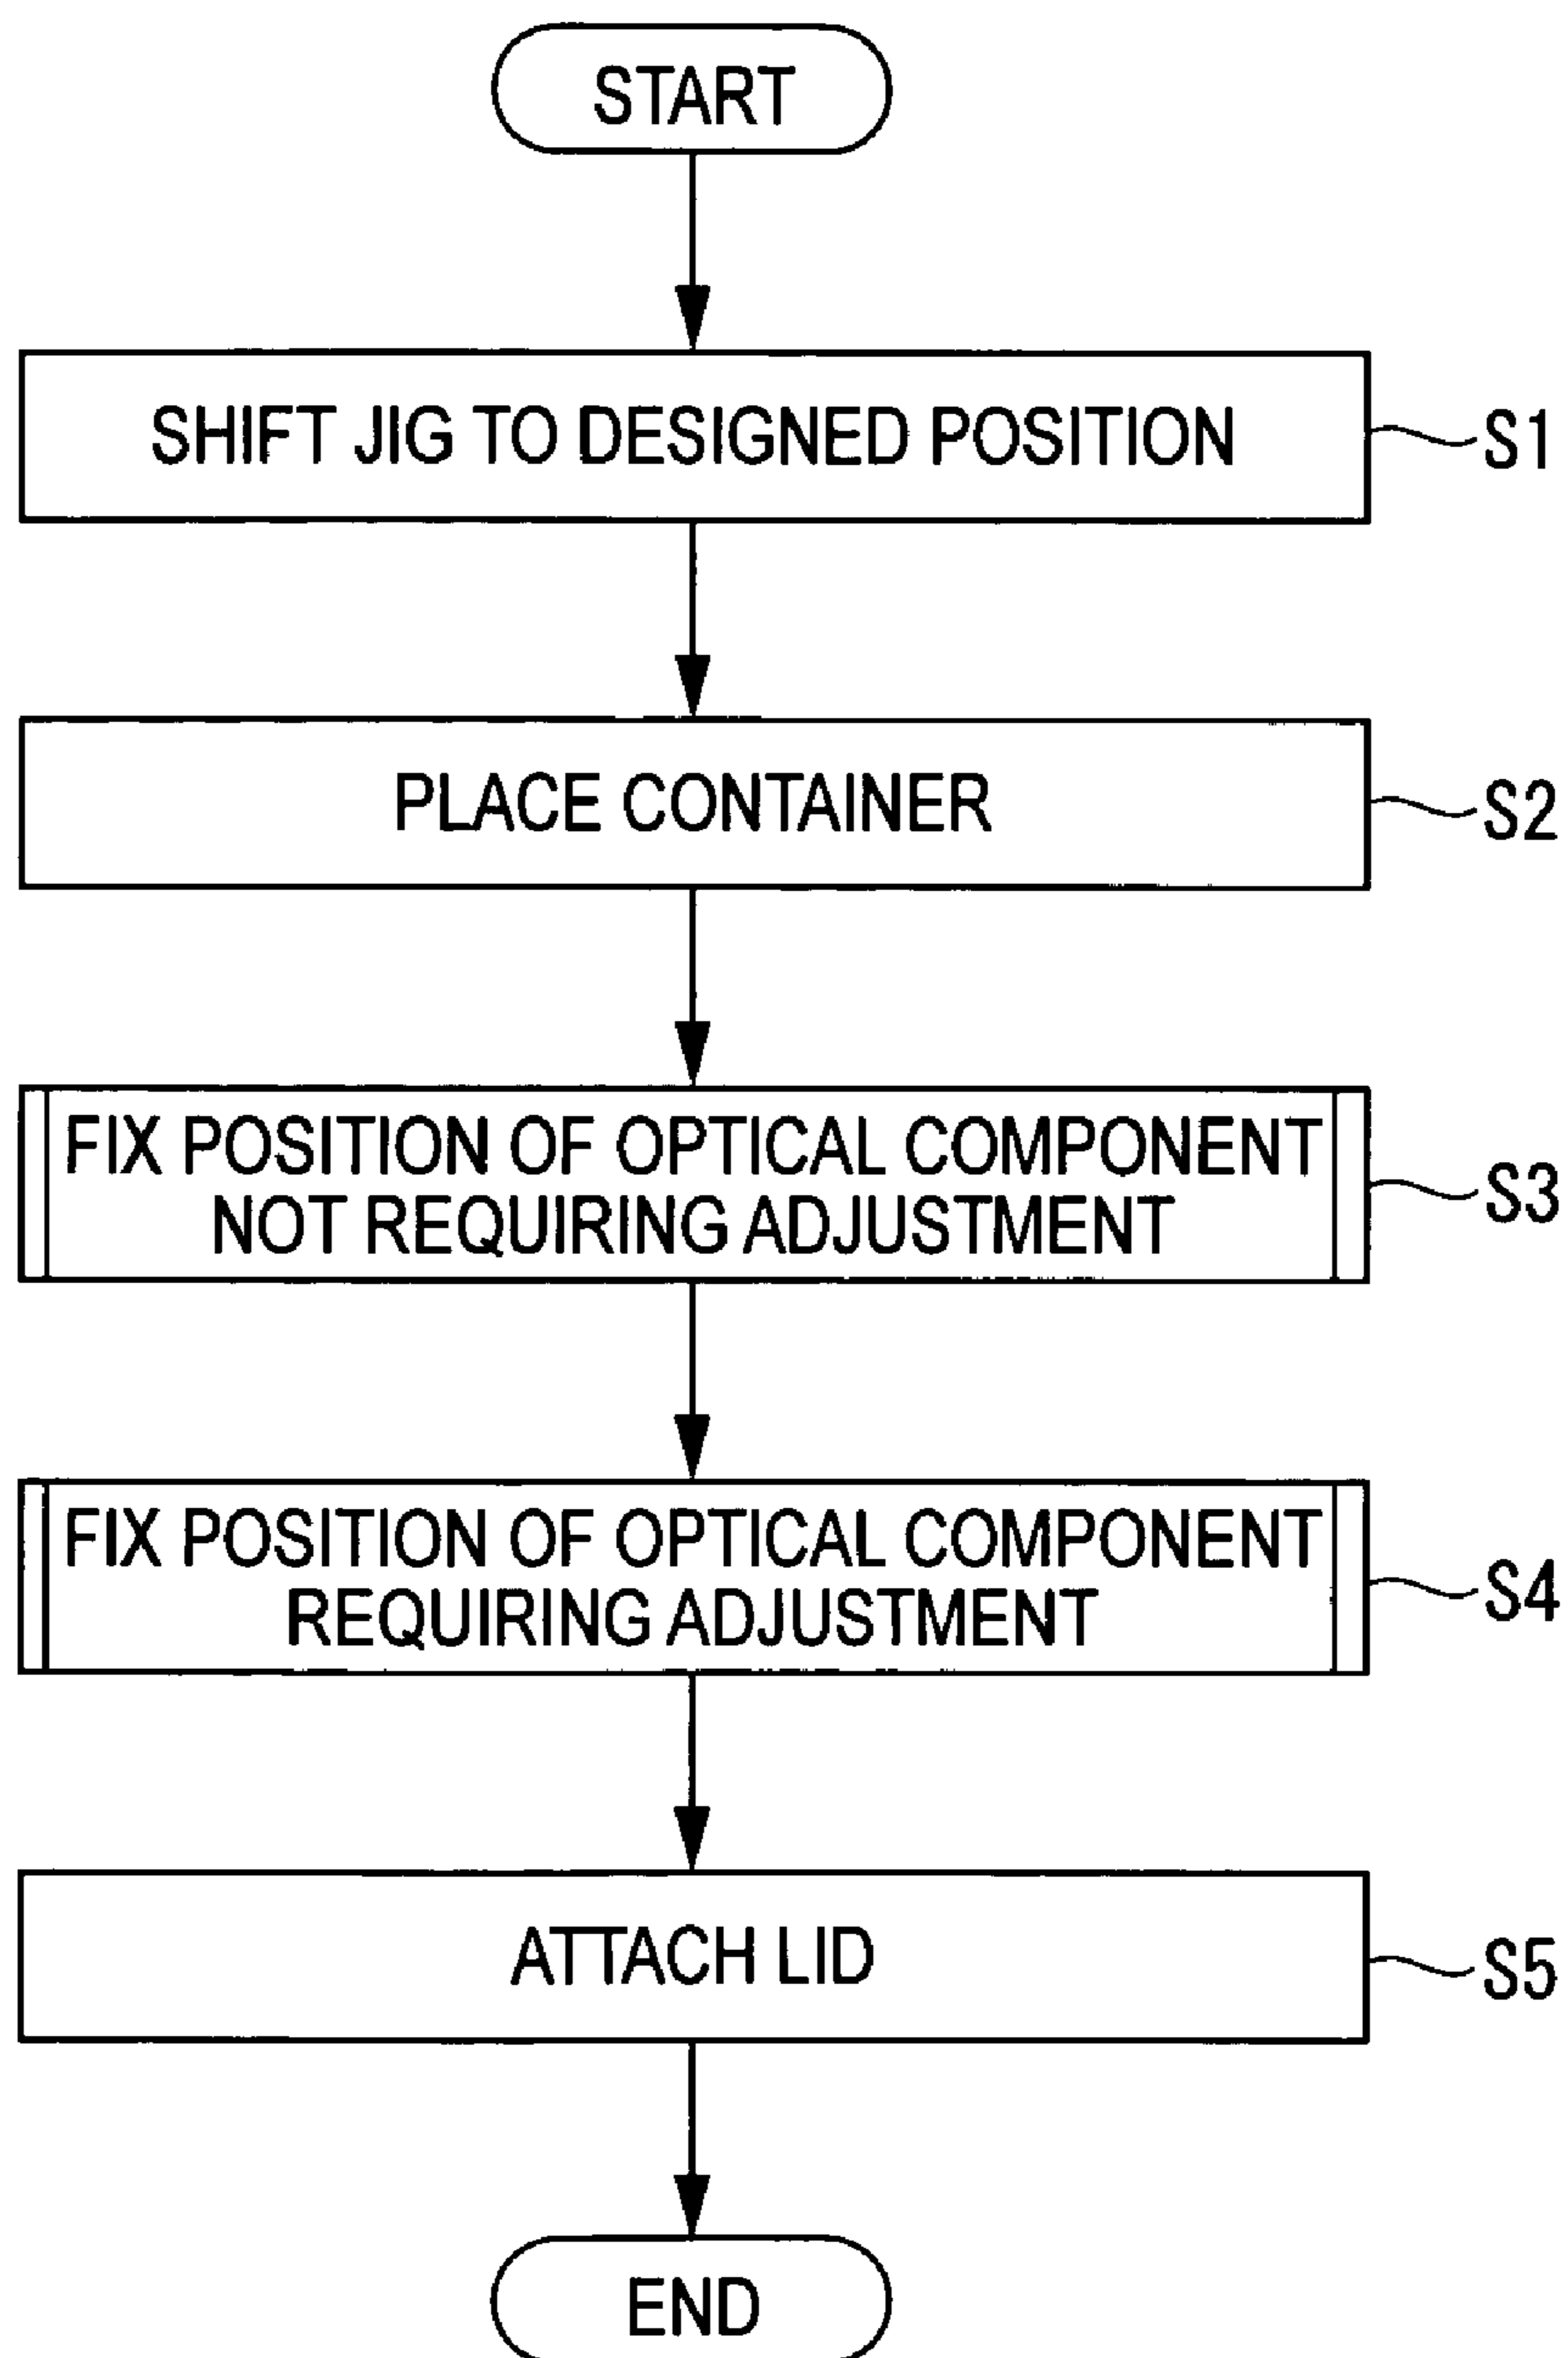 START
SHIFT JIG TO DESIGNED POSITION
S1
PLACE CONTAINER
S2
FIX POSITION OF OPTICAL COMPONENT
NOT REQUIRING ADJUSTMENT
S3
FIX POSITION OF OPTICAL COMPONENT
REQUIRING ADJUSTMENT
S4
ATTACH LID
S5
END